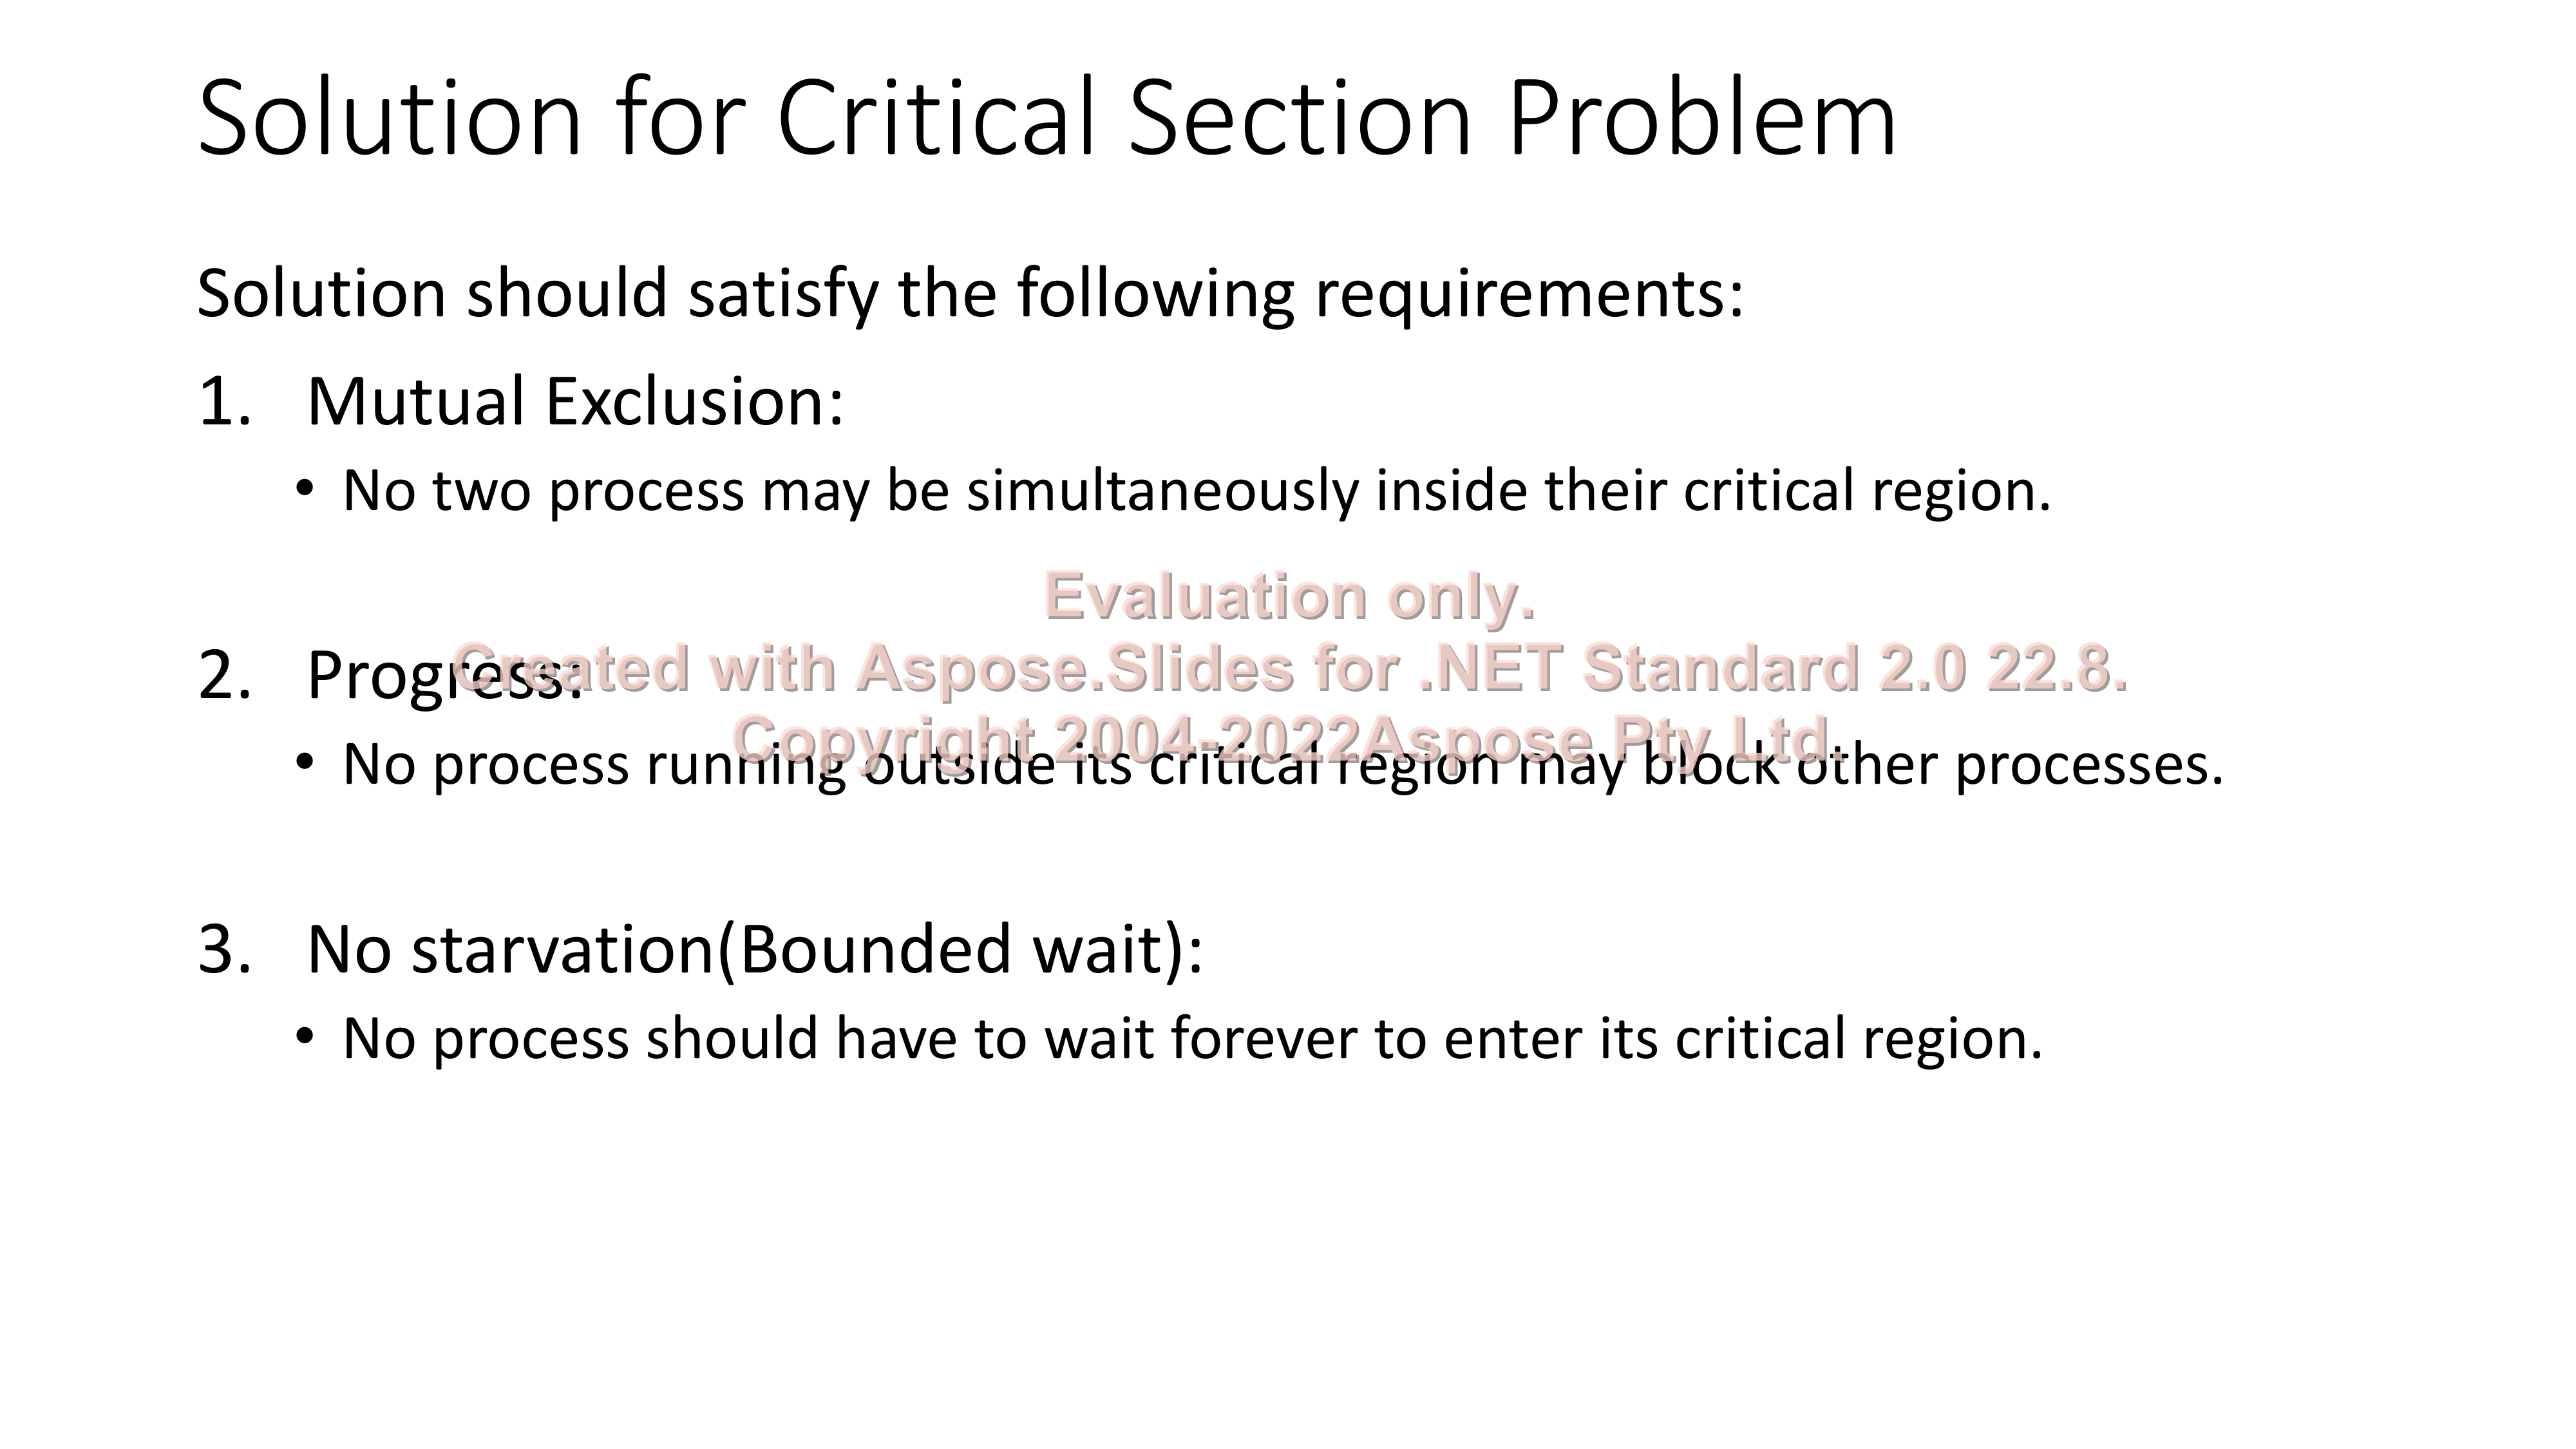 Solution for Critical Section Problem
Solution should satisfy the following requirements:
1. Mutual Exclusion:
• No two process may be simultaneously inside their critical region.
Evaluation only.
Created with Aspose.Slides for .NET Standard 2.0 22.8.
Copyright 2004-2022Aspose Pty Ltd.
2. Progress:
• No process running outside its critical region may block other processes.
3. No starvation(Bounded wait):
• No process should have to wait forever to enter its critical region.